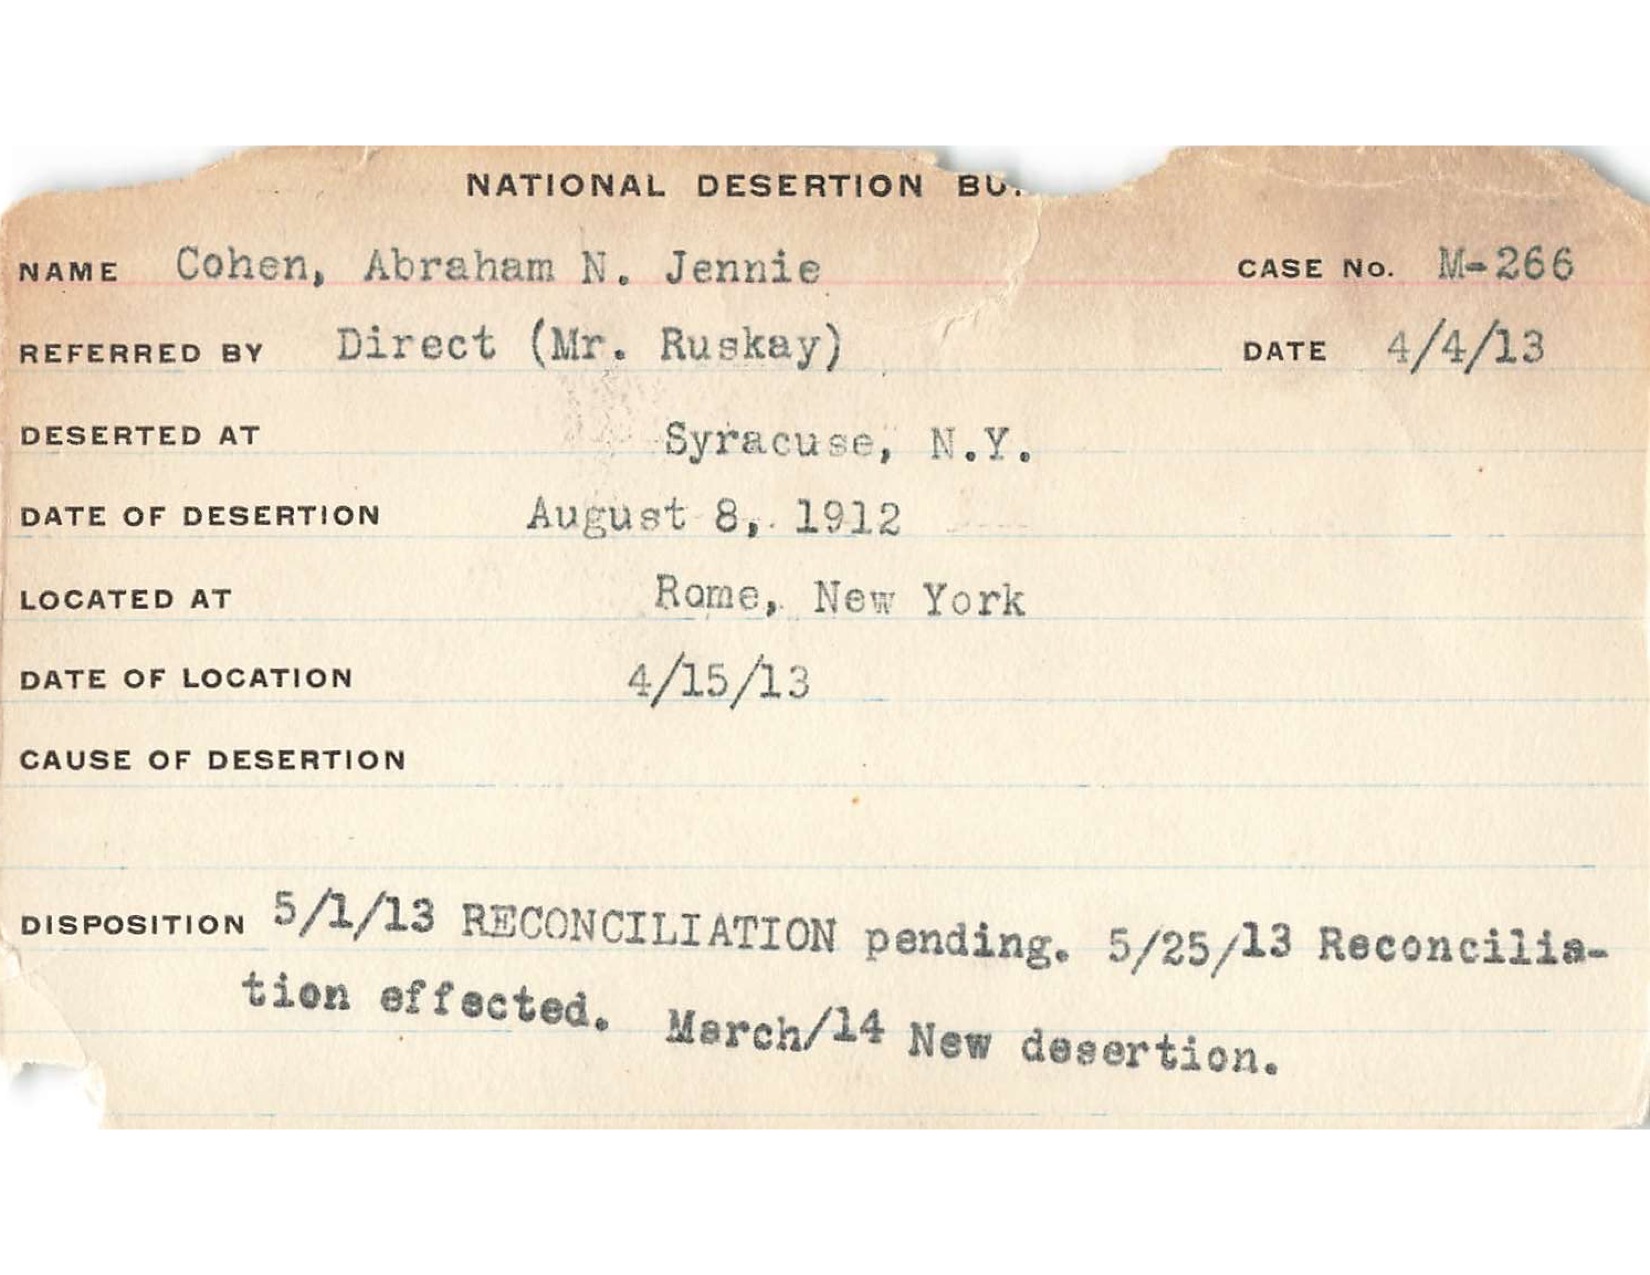 NATIONAL DESERTION BU
NAME Cohen, Abraham N. Jennie CASE No. M-266
REFERRED BY Direct (Mr. Ruskay) DATE 4/4/13
DESERTED AT Syracuse, N.Y.
DATE OF DESERTION August 8, 1912
LOCATED AT Rome, New York
DATE OF LOCATION 4/15/13
CAUSE OF DESERTION
DISPOSITION 5/1/13 RECONCILIATION pending. 5/25/13 Reconcilia-
tion effected. March/14 New desertion.